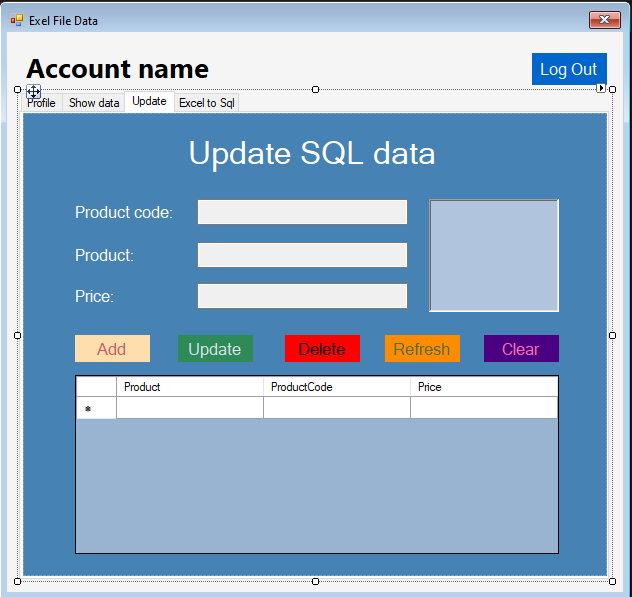 Exel File Data
Account name
Log Out
Profile Show data Update Excel to Sql
Update SQL data
Product code:
Product:
Price:
Add Update Delete Refresh Clear
Product ProductCode Price